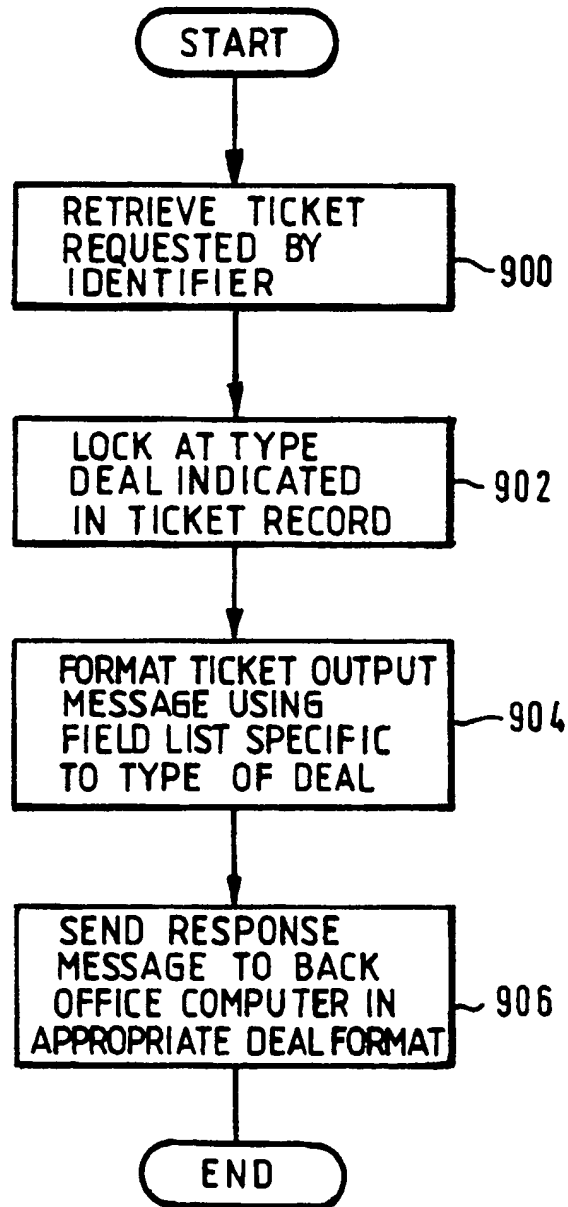 START
RETRIEVE TICKET
REQUESTED BY
IDENTIFIER
900
LOCK AT TYPE
DEAL INDICATED
IN TICKET RECORD
902
FORMAT TICKET OUTPUT
MESSAGE USING
FIELD LIST SPECIFIC
TO TYPE OF DEAL
904
SEND RESPONSE
MESSAGE TO BACK
OFFICE COMPUTER IN
APPROPRIATE DEAL FORMAT
906
END